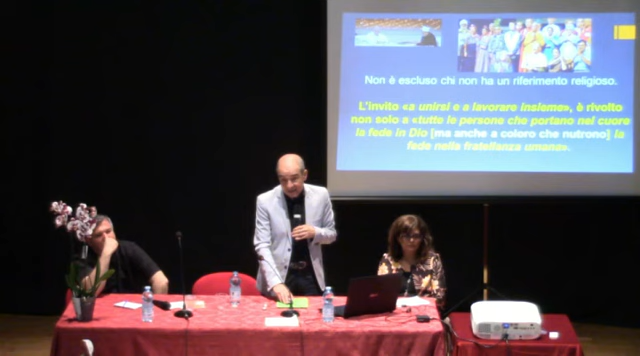 Non è escluso chi non ha un riferimento religioso.
L'invito «a unirsi e a lavorare insieme», è rivolto
non solo a «tutte le persone che portano nel cuore
la fede in Dio [ma anche a coloro che nutrono] la
fede nella fratellanza umana».